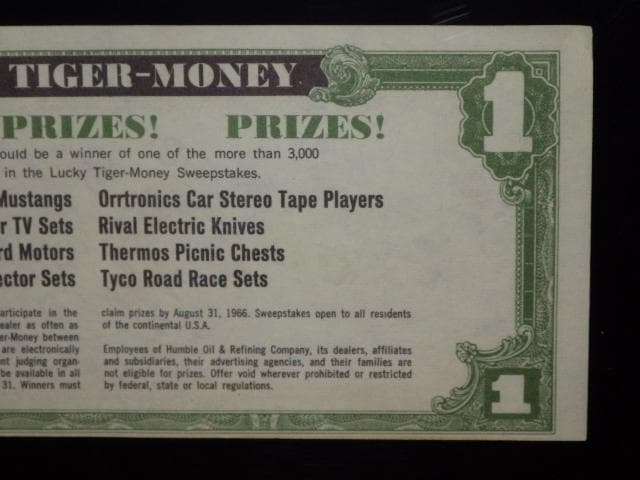 TIGER–MONEY
1
PRIZES! PRIZES!
ould be a winner of one of the more than 3,000
in the Lucky Tiger-Money Sweepstakes.
Mustangs Orrtronics Car Stereo Tape Players
r TV Sets Rival Electric Knives
rd Motors Thermos Picnic Chests
ector Sets Tyco Road Race Sets
articipate in the
ealer as often as
r-Money between
are electronically
nt judging organ-
be available in all
31. Winners must
claim prizes by August 31, 1966. Sweepstakes open to all residents
of the continental U.S.A.
Employees of Humble Oil & Refining Company, its dealers, affiliates
and subsidiaries, their advertising agencies, and their families are
not eligible for prizes. Offer void wherever prohibited or restricted
by federal, state or local regulations.
1